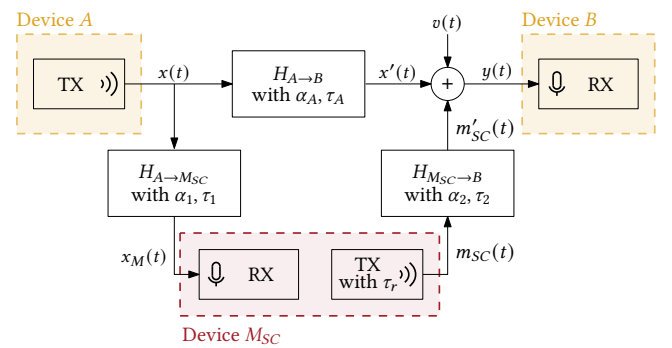 Device A
v(t)
Device B
TX
x(t)
H_{A→B}
with α_A, τ_A
x′(t)
+
y(t)
RX
m′_{SC}(t)
H_{A→M_{SC}}
with α_1, τ_1
H_{M_{SC}→B}
with α_2, τ_2
x_M(t)
RX
TX
with τ_r
m_{SC}(t)
Device M_{SC}